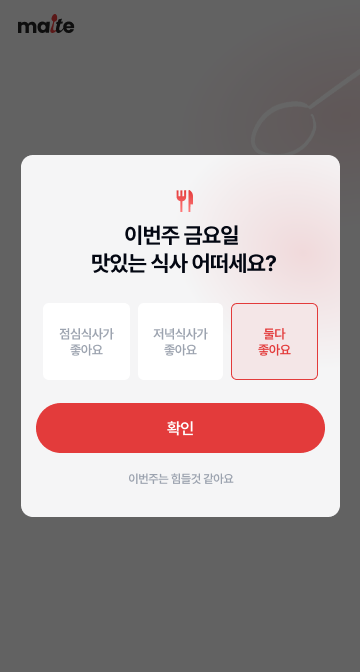 maite
이번주 금요일
맛있는 식사 어떠세요?
점심식사가
좋아요
저녁식사가
좋아요
둘다
좋아요
확인
이번주는 힘들것 같아요